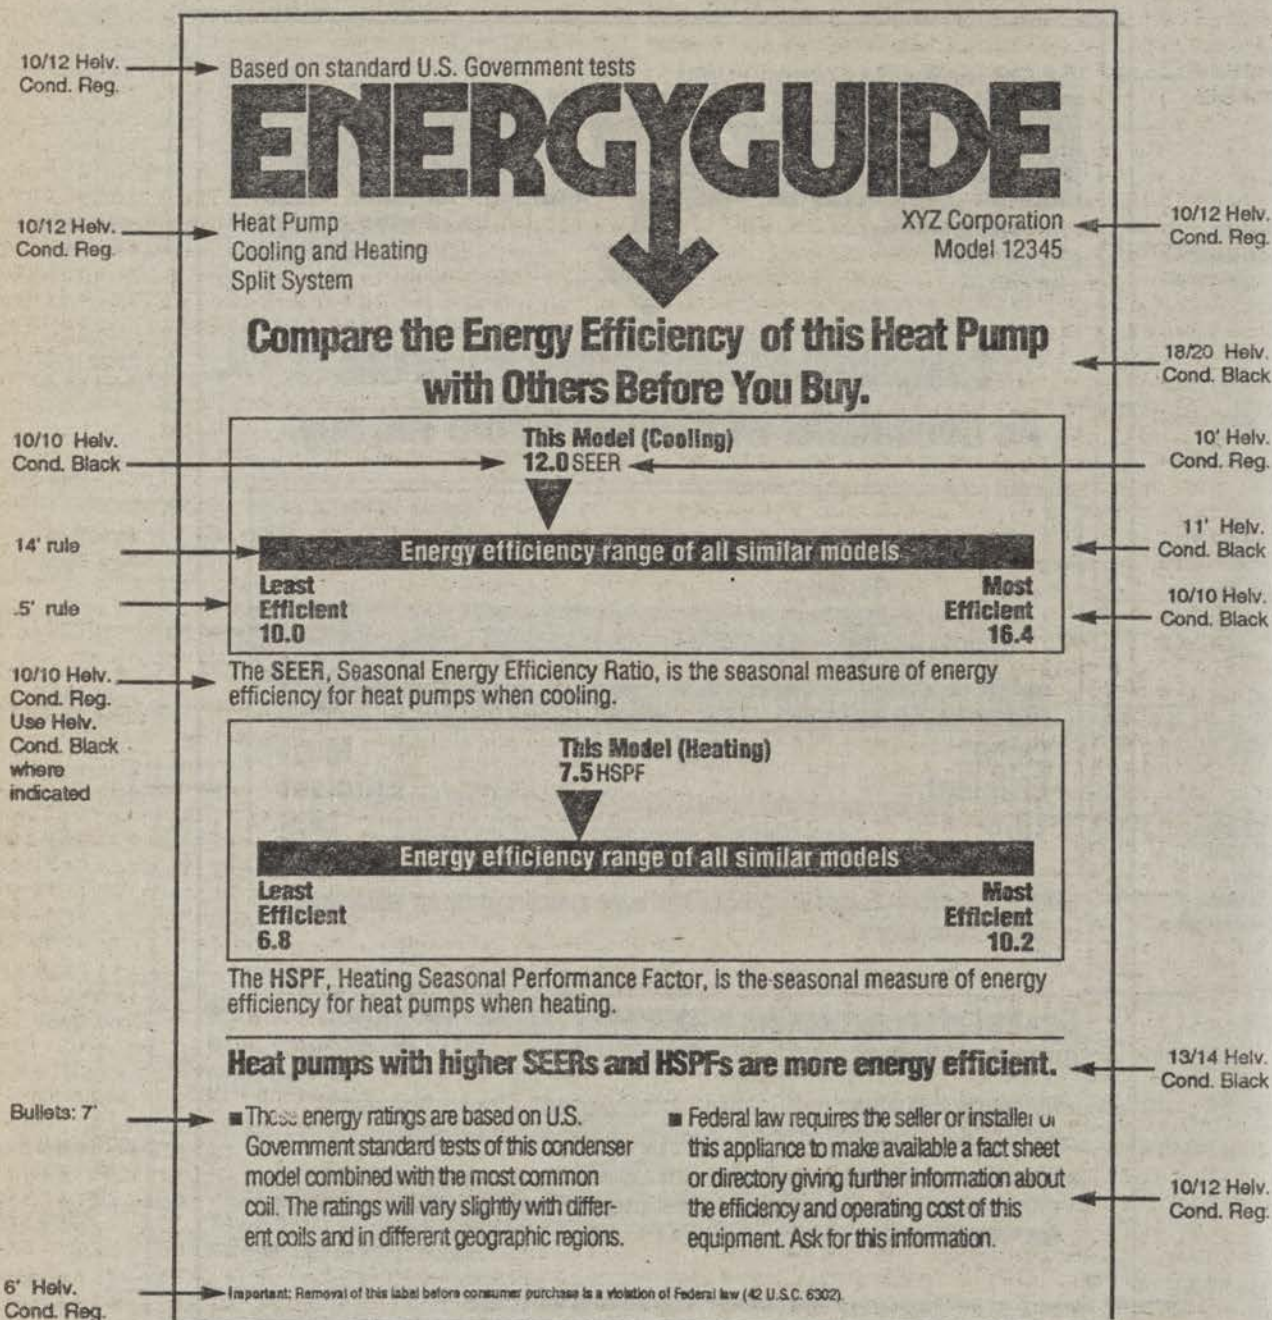 10/12 Helv.
Cond. Reg.
Based on standard U.S. Government tests
ENERGYGUIDE
10/12 Helv.
Cond. Reg.
Heat Pump
Cooling and Heating
Split System
XYZ Corporation
Model 12345
10/12 Helv.
Cond. Reg.
Compare the Energy Efficiency of this Heat Pump
with Others Before You Buy.
18/20 Helv.
Cond. Black
10/10 Helv.
Cond. Black
This Model (Cooling)
12.0 SEER
10' Helv.
Cond. Reg.
14' rule
Energy efficiency range of all similar models
11' Helv.
Cond. Black
.5' rule
Least
Efficient
10.0
Most
Efficient
16.4
10/10 Helv.
Cond. Black
10/10 Helv.
Cond. Reg.
Use Helv.
Cond. Black
where
indicated
The SEER, Seasonal Energy Efficiency Ratio, is the seasonal measure of energy
efficiency for heat pumps when cooling.
This Model (Heating)
7.5 HSPF
Energy efficiency range of all similar models
Least
Efficient
6.8
Most
Efficient
10.2
The HSPF, Heating Seasonal Performance Factor, is the seasonal measure of energy
efficiency for heat pumps when heating.
Heat pumps with higher SEERs and HSPFs are more energy efficient.
13/14 Helv.
Cond. Black
Bullets: 7'
■ These energy ratings are based on U.S.
Government standard tests of this condenser
model combined with the most common
coil. The ratings will vary slightly with differ-
ent coils and in different geographic regions.
■ Federal law requires the seller or installer of
this appliance to make available a fact sheet
or directory giving further information about
the efficiency and operating cost of this
equipment. Ask for this information.
10/12 Helv.
Cond. Reg.
6' Helv.
Cond. Reg.
Important: Removal of this label before consumer purchase is a violation of Federal law (42 U.S.C. 6302).